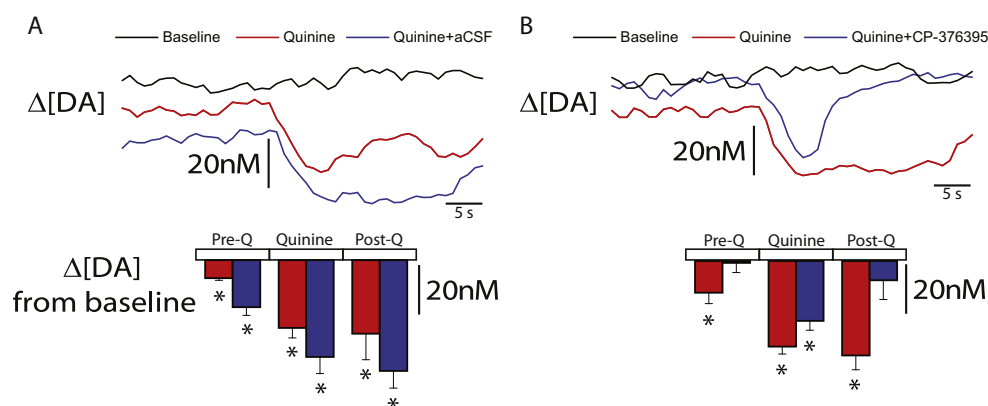 A
Baseline Quinine Quinine+aCSF
Δ[DA]
20nM
5 s
Pre-Q Quinine Post-Q
Δ[DA]
from baseline
20nM
* * * * * *
B
Baseline Quinine Quinine+CP-376395
Δ[DA]
20nM
5 s
Pre-Q Quinine Post-Q
20nM
* * * *